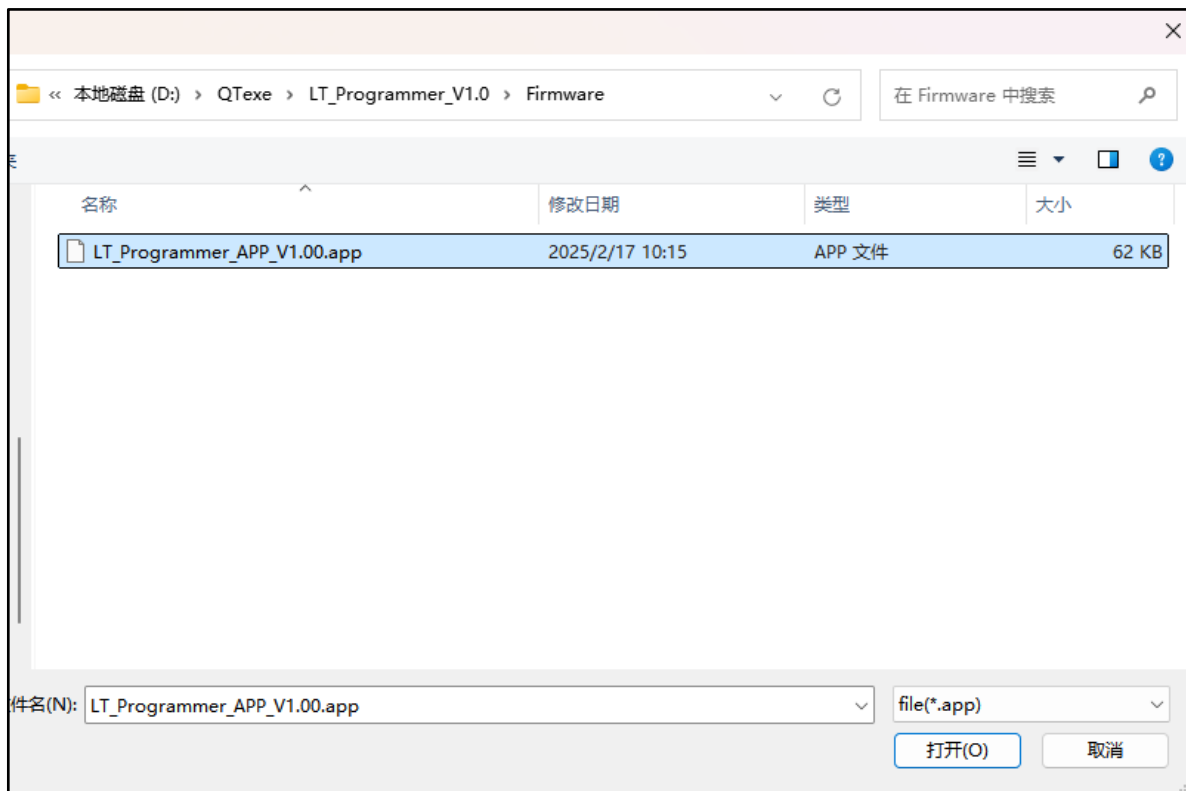 « 本地磁盘 (D:) › QTexe › LT_Programmer_V1.0 › Firmware
在 Firmware 中搜索
名称 修改日期 类型 大小
LT_Programmer_APP_V1.00.app 2025/2/17 10:15 APP 文件 62 KB
件名(N): LT_Programmer_APP_V1.00.app file(*.app)
打开(O) 取消